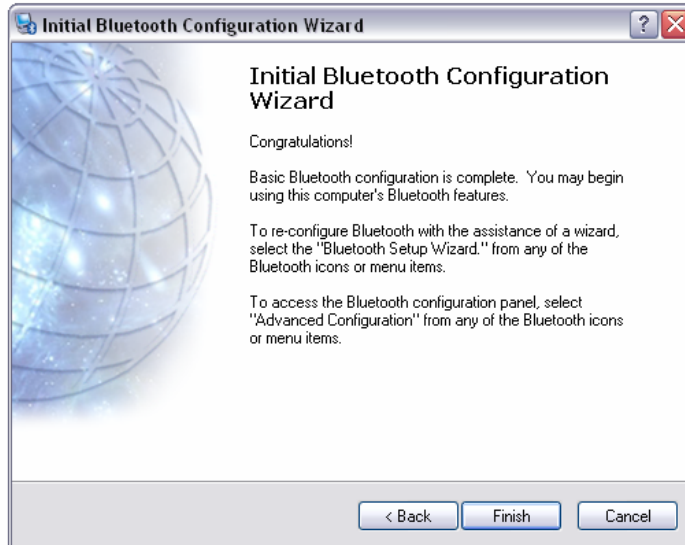 Initial Bluetooth Configuration Wizard
Initial Bluetooth Configuration
Wizard
Congratulations!
Basic Bluetooth configuration is complete.  You may begin
using this computer's Bluetooth features.
To re-configure Bluetooth with the assistance of a wizard,
select the "Bluetooth Setup Wizard." from any of the
Bluetooth icons or menu items.
To access the Bluetooth configuration panel, select
"Advanced Configuration" from any of the Bluetooth icons
or menu items.
< Back Finish Cancel